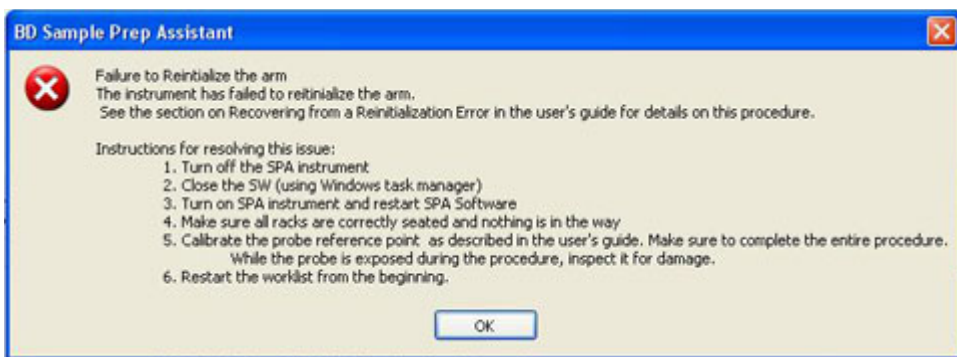 BD Sample Prep Assistant
Failure to Reintialize the arm
The instrument has failed to reitinialize the arm.
See the section on Recovering from a Reinitialization Error in the user's guide for details on this procedure.
Instructions for resolving this issue:
1. Turn off the SPA instrument
2. Close the SW (using Windows task manager)
3. Turn on SPA instrument and restart SPA Software
4. Make sure all racks are correctly seated and nothing is in the way
5. Calibrate the probe reference point as described in the user's guide. Make sure to complete the entire procedure.
While the probe is exposed during the procedure, inspect it for damage.
6. Restart the worklist from the beginning.
OK